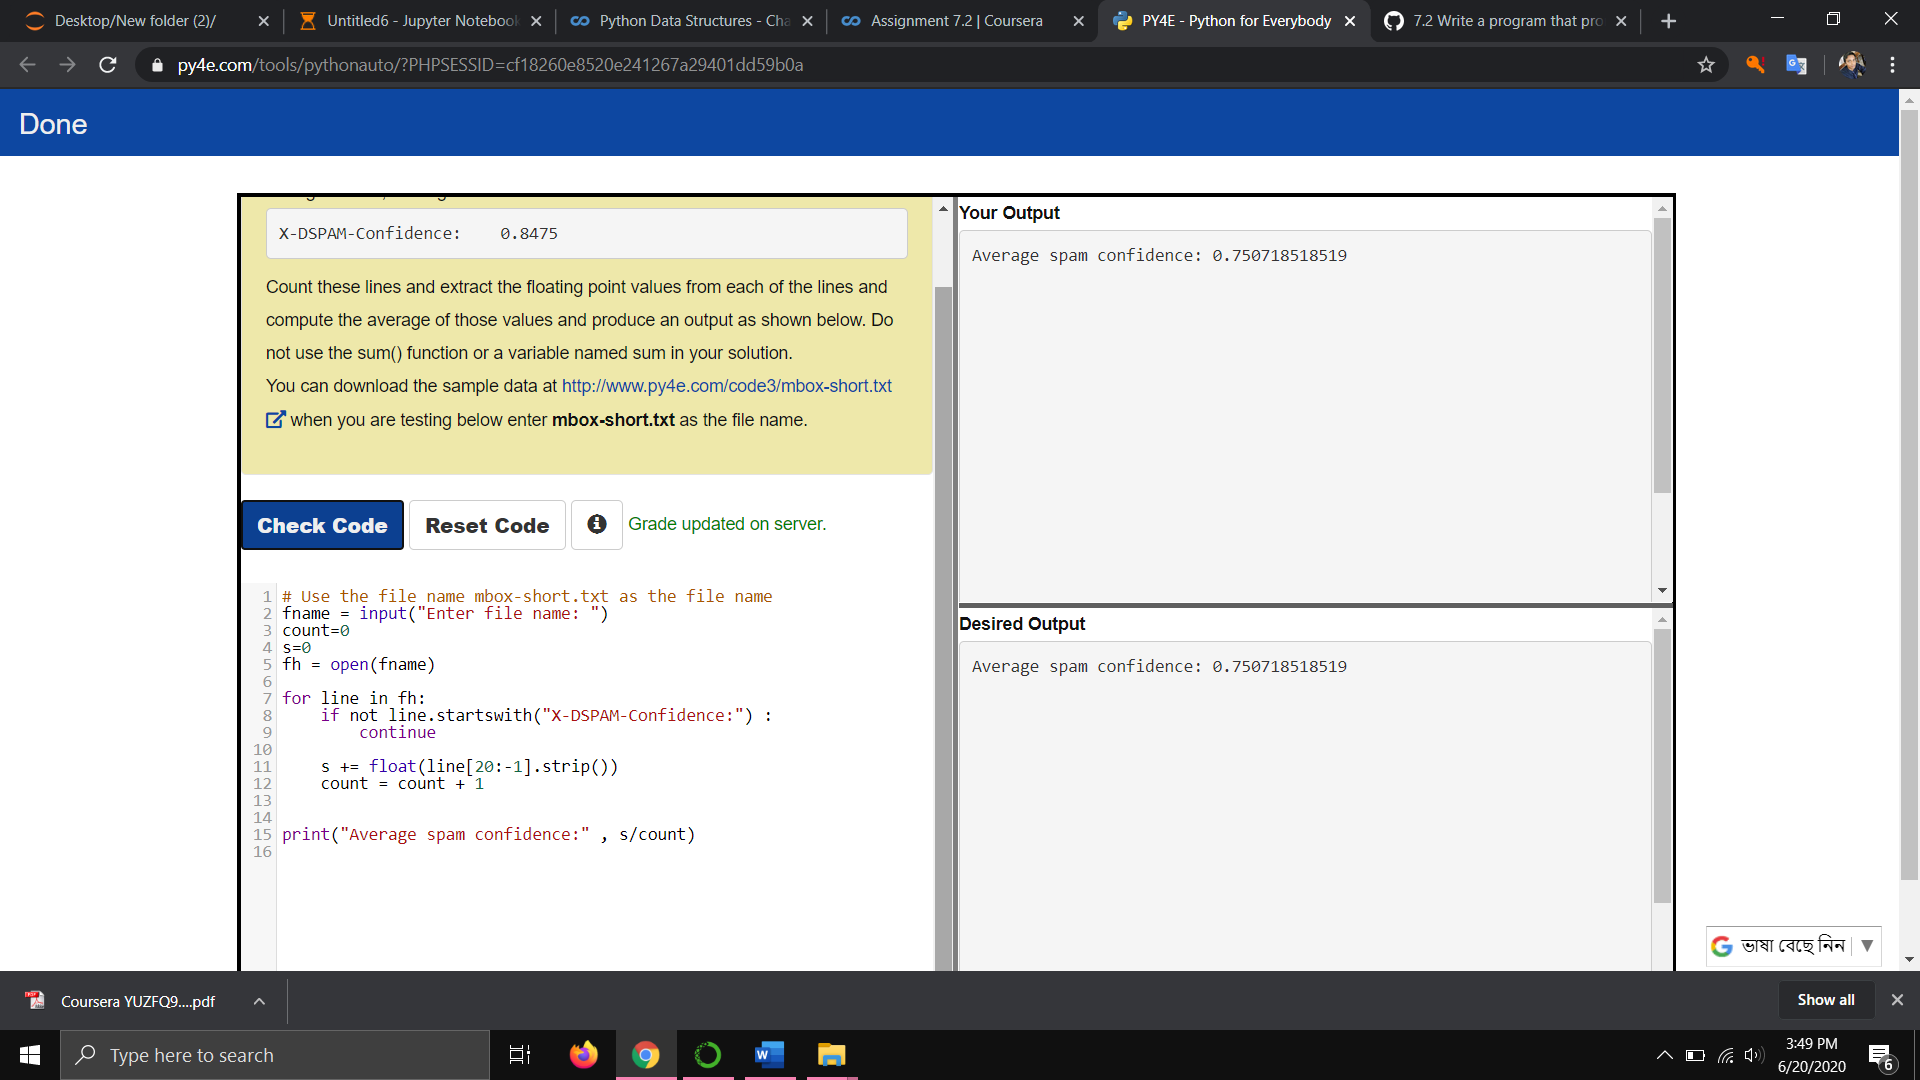 Desktop/New folder (2)/
Untitled6 - Jupyter Notebook
Python Data Structures - Cha
Assignment 7.2 | Coursera
PY4E - Python for Everybody
7.2 Write a program that pro
py4e.com/tools/pythonauto/?PHPSESSID=cf18260e8520e241267a29401dd59b0a
Done
X-DSPAM-Confidence:    0.8475
Count these lines and extract the floating point values from each of the lines and
compute the average of those values and produce an output as shown below. Do
not use the sum() function or a variable named sum in your solution.
You can download the sample data at http://www.py4e.com/code3/mbox-short.txt
when you are testing below enter mbox-short.txt as the file name.
Check Code
Reset Code
Grade updated on server.
1 # Use the file name mbox-short.txt as the file name
2 fname = input("Enter file name: ")
3 count=0
4 s=0
5 fh = open(fname)
6
7 for line in fh:
8     if not line.startswith("X-DSPAM-Confidence:") :
9         continue
10
11     s += float(line[20:-1].strip())
12     count = count + 1
13
14
15 print("Average spam confidence:" , s/count)
16
Your Output
Average spam confidence: 0.750718518519
Desired Output
Average spam confidence: 0.750718518519
G ভাষা বেছে নিন ▼
Coursera YUZFQ9....pdf
Show all
Type here to search
3:49 PM
6/20/2020
6